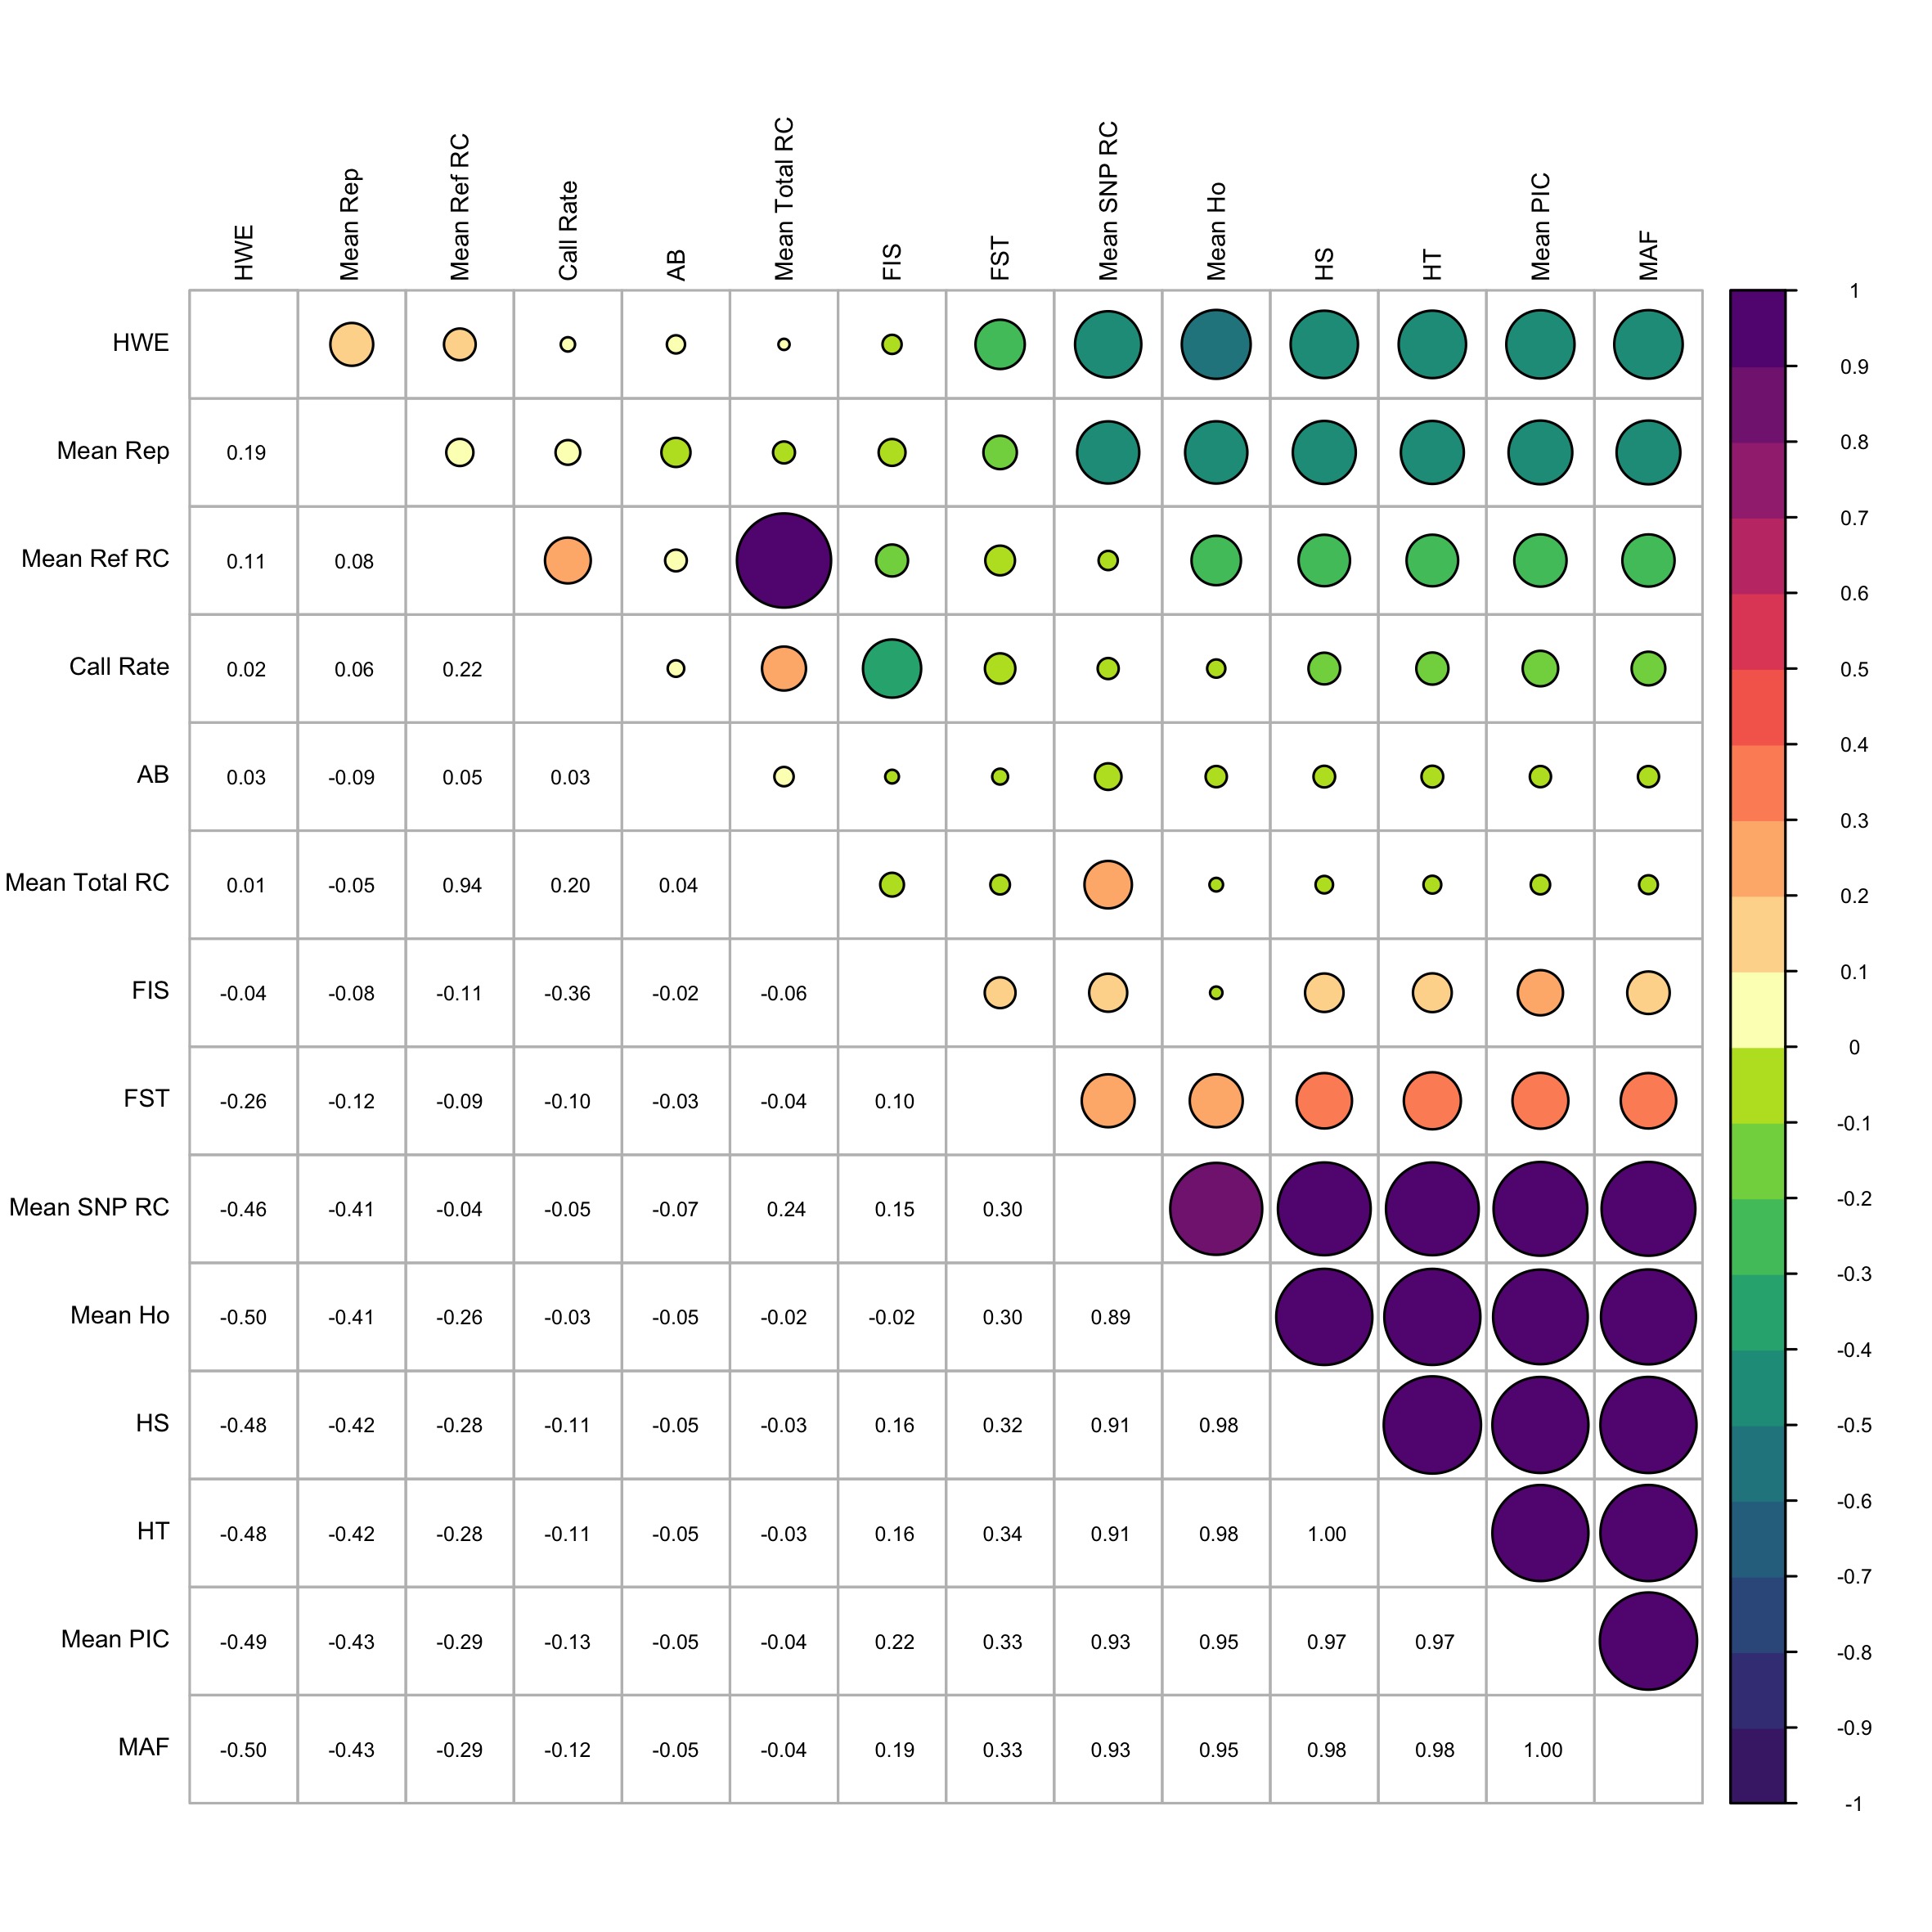 HWE Mean Rep Mean Ref RC Call Rate AB Mean Total RC FIS FST Mean SNP RC Mean Ho HS HT Mean PIC MAF
HWE
Mean Rep 0.19
Mean Ref RC 0.11 0.08
Call Rate 0.02 0.06 0.22
AB 0.03 -0.09 0.05 0.03
Mean Total RC 0.01 -0.05 0.94 0.20 0.04
FIS -0.04 -0.08 -0.11 -0.36 -0.02 -0.06
FST -0.26 -0.12 -0.09 -0.10 -0.03 -0.04 0.10
Mean SNP RC -0.46 -0.41 -0.04 -0.05 -0.07 0.24 0.15 0.30
Mean Ho -0.50 -0.41 -0.26 -0.03 -0.05 -0.02 -0.02 0.30 0.89
HS -0.48 -0.42 -0.28 -0.11 -0.05 -0.03 0.16 0.32 0.91 0.98
HT -0.48 -0.42 -0.28 -0.11 -0.05 -0.03 0.16 0.34 0.91 0.98 1.00
Mean PIC -0.49 -0.43 -0.29 -0.13 -0.05 -0.04 0.22 0.33 0.93 0.95 0.97 0.97
MAF -0.50 -0.43 -0.29 -0.12 -0.05 -0.04 0.19 0.33 0.93 0.95 0.98 0.98 1.00
1
0.9
0.8
0.7
0.6
0.5
0.4
0.3
0.2
0.1
0
-0.1
-0.2
-0.3
-0.4
-0.5
-0.6
-0.7
-0.8
-0.9
-1